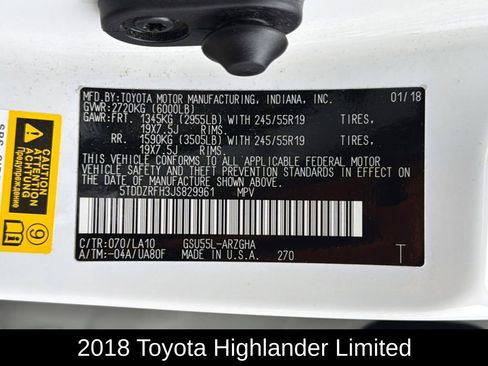 MFD.BY:TOYOTA MOTOR MANUFACTURING, INDIANA, INC. 01/18
GVWR:2720KG (6000LB)
GAWR:FRT. 1345KG (2955LB) WITH 245/55R19 TIRES,
19X7.5J RIMS.
RR. 1590KG (3505LB) WITH 245/55R19 TIRES,
19X7.5J RIMS.
THIS VEHICLE CONFORMS TO ALL APPLICABLE FEDERAL MOTOR
VEHICLE SAFETY AND THEFT PREVENTION STANDARDS IN EFFECT ON THE DATE
OF MANUFACTURE SHOWN ABOVE.
5TDDZRFH3JS829961 MPV
C/TR:070/LA10 GSU55L-ARZGHA
A/TM:-04A/UA80F MADE IN U.S.A. 270 T
2018 Toyota Highlander Limited